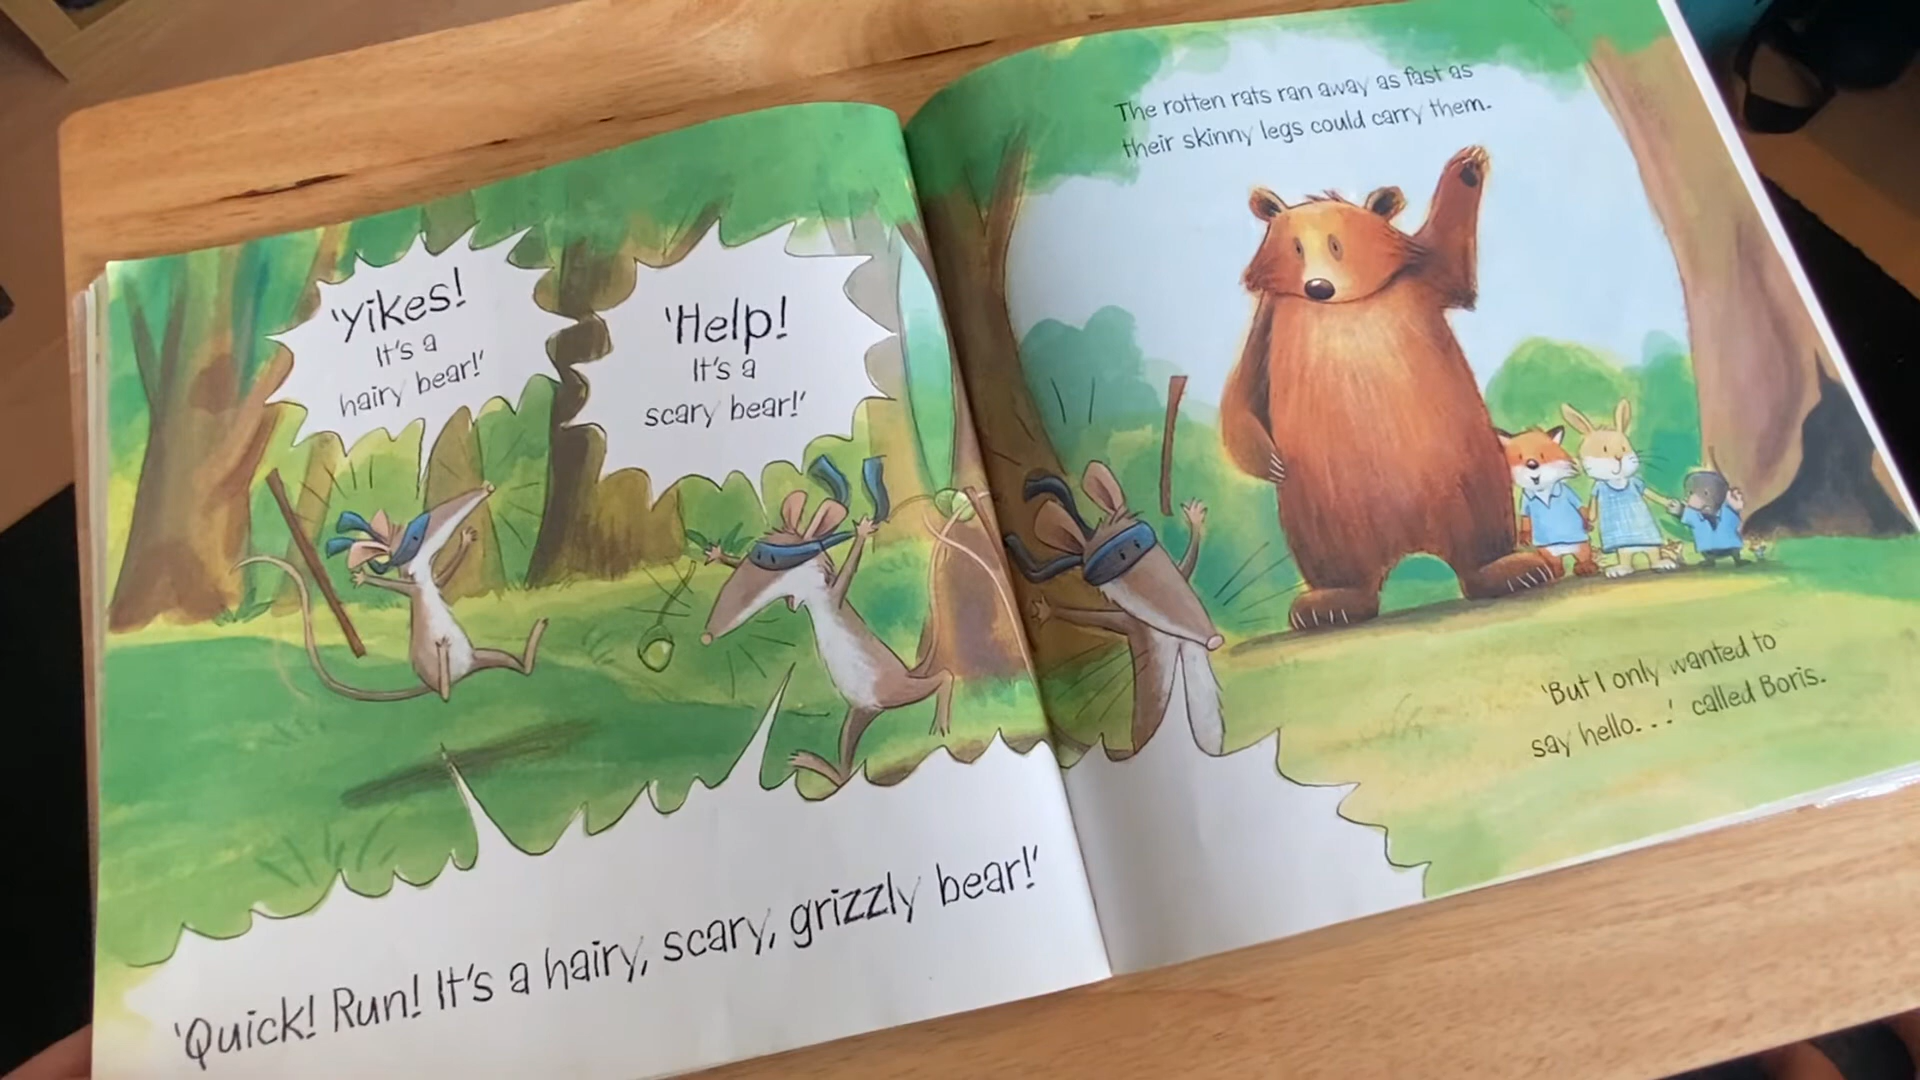 'Yikes!
It's a
hairy bear!'
'Help!
It's a
scary bear!'
'Quick! Run! It's a hairy, scary, grizzly bear!'
The rotten rats ran away as fast as
their skinny legs could carry them.
'But I only wanted to
say hello. . .' called Boris.